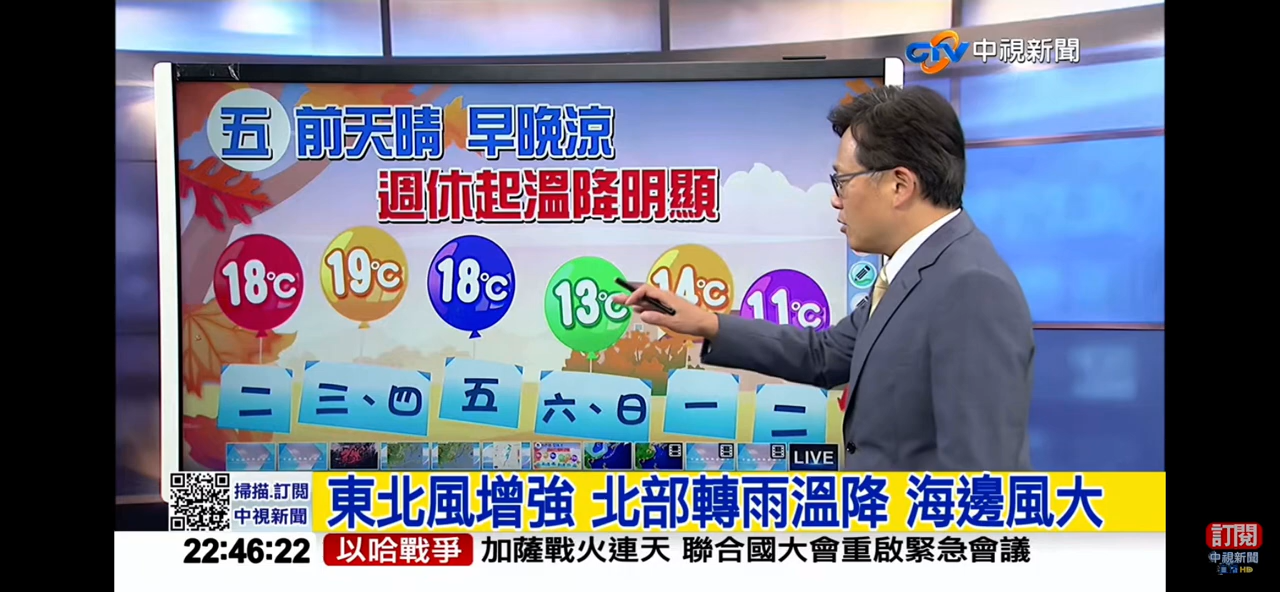 CTV 中視新聞
五 前天晴 早晚涼
週休起溫降明顯
18°C 19°C 18°C 13°C 14°C 11°C
二 三、四 五 六、日 一 二
LIVE
掃描.訂閱
中視新聞
東北風增強 北部轉雨溫降 海邊風大
22:46:22 以哈戰爭 加薩戰火連天 聯合國大會重啟緊急會議
訂閱
中視新聞
HD